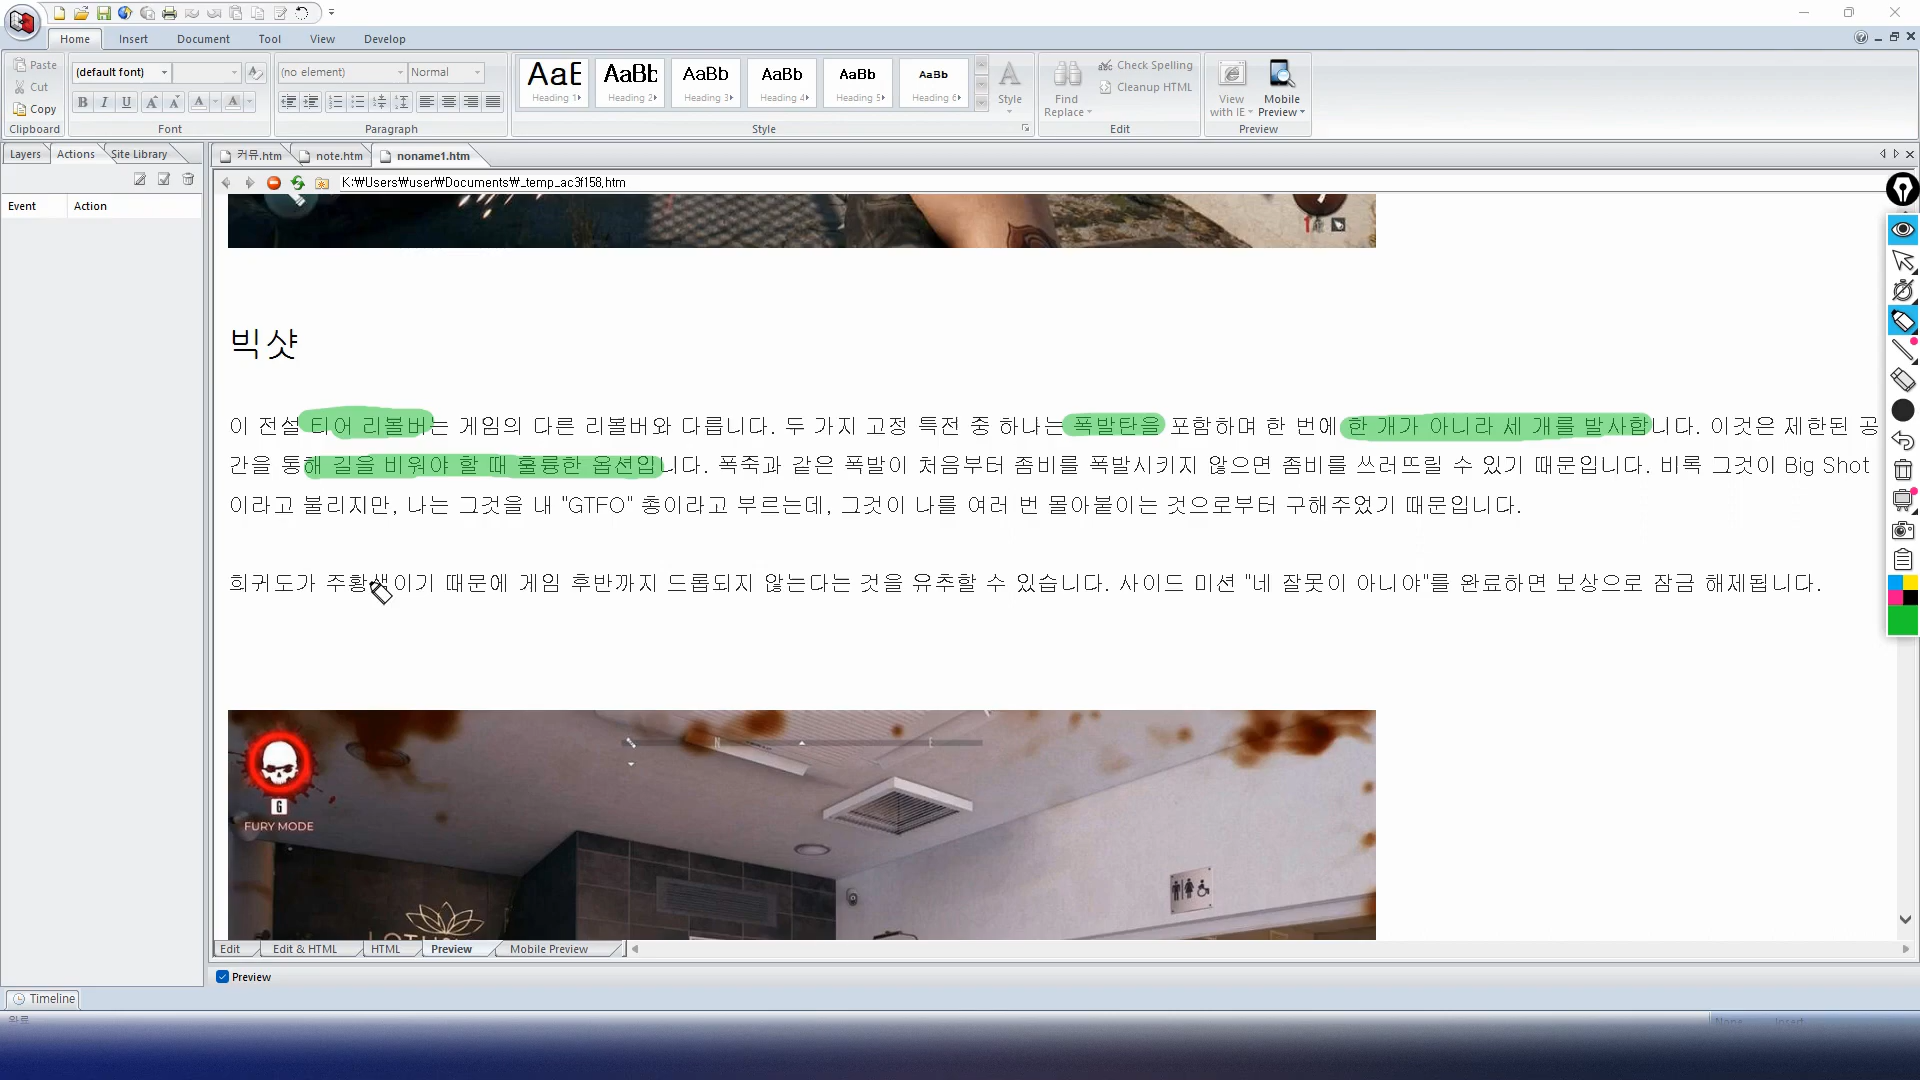 Home Insert Document Tool View Develop
Paste
Cut
Copy
Clipboard
(default font)
B I U
Font
(no element) Normal
Paragraph
AaE AaBb AaBb AaBb AaBb AaBb
Heading 1 Heading 2 Heading 3 Heading 4 Heading 5 Heading 6
Style
Style
Find
Replace
Check Spelling
Cleanup HTML
Edit
View
with IE
Mobile
Preview
Preview
Layers Actions Site Library
커뮤.htm note.htm noname1.htm
K:₩Users₩user₩Documents₩_temp_ac3f158.htm
Event Action
빅샷
이 전설 티어 리볼버는 게임의 다른 리볼버와 다릅니다. 두 가지 고정 특전 중 하나는 폭발탄을 포함하며 한 번에 한 개가 아니라 세 개를 발사합니다. 이것은 제한된 공
간을 통해 길을 비워야 할 때 훌륭한 옵션입니다. 폭죽과 같은 폭발이 처음부터 좀비를 폭발시키지 않으면 좀비를 쓰러뜨릴 수 있기 때문입니다. 비록 그것이 Big Shot
이라고 불리지만, 나는 그것을 내 "GTFO" 총이라고 부르는데, 그것이 나를 여러 번 몰아붙이는 것으로부터 구해주었기 때문입니다.
희귀도가 주황색이기 때문에 게임 후반까지 드롭되지 않는다는 것을 유추할 수 있습니다. 사이드 미션 "네 잘못이 아니야"를 완료하면 보상으로 잠금 해제됩니다.
N E
6
FURY MODE
Edit Edit & HTML HTML Preview Mobile Preview
Preview
Timeline
완료